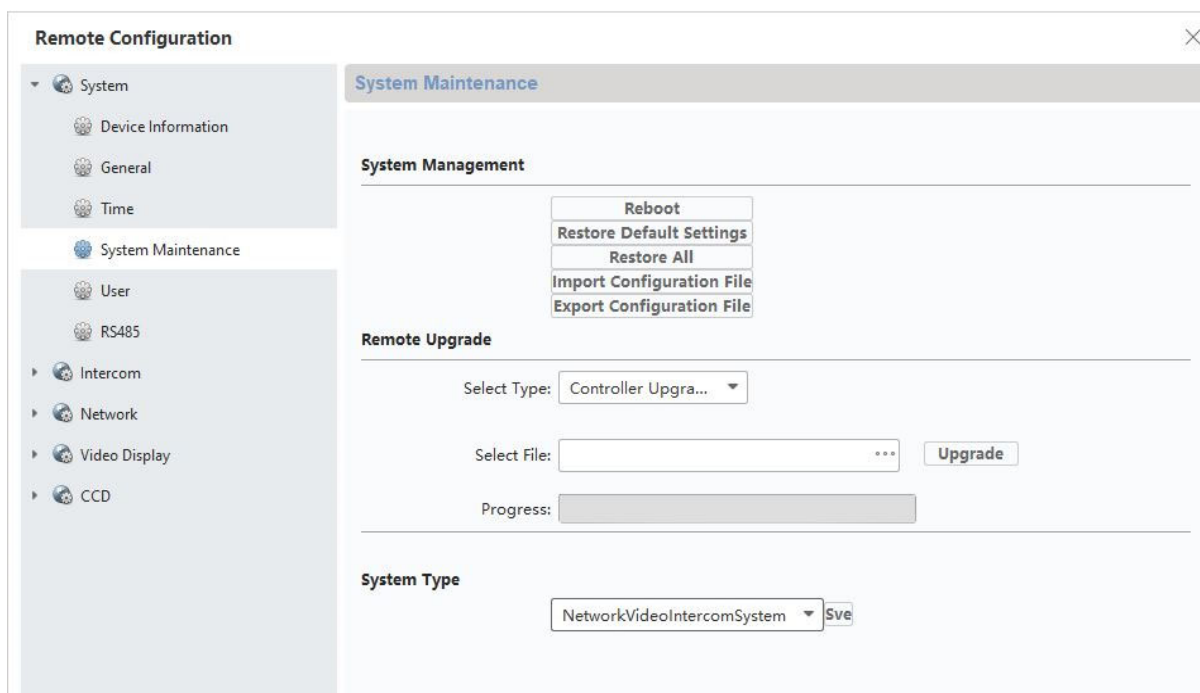 Remote Configuration
System
Device Information
General
Time
System Maintenance
User
RS485
Intercom
Network
Video Display
CCD
System Maintenance
System Management
Reboot
Restore Default Settings
Restore All
Import Configuration File
Export Configuration File
Remote Upgrade
Select Type: Controller Upgra...
Select File: ... Upgrade
Progress:
System Type
NetworkVideoIntercomSystem Sve